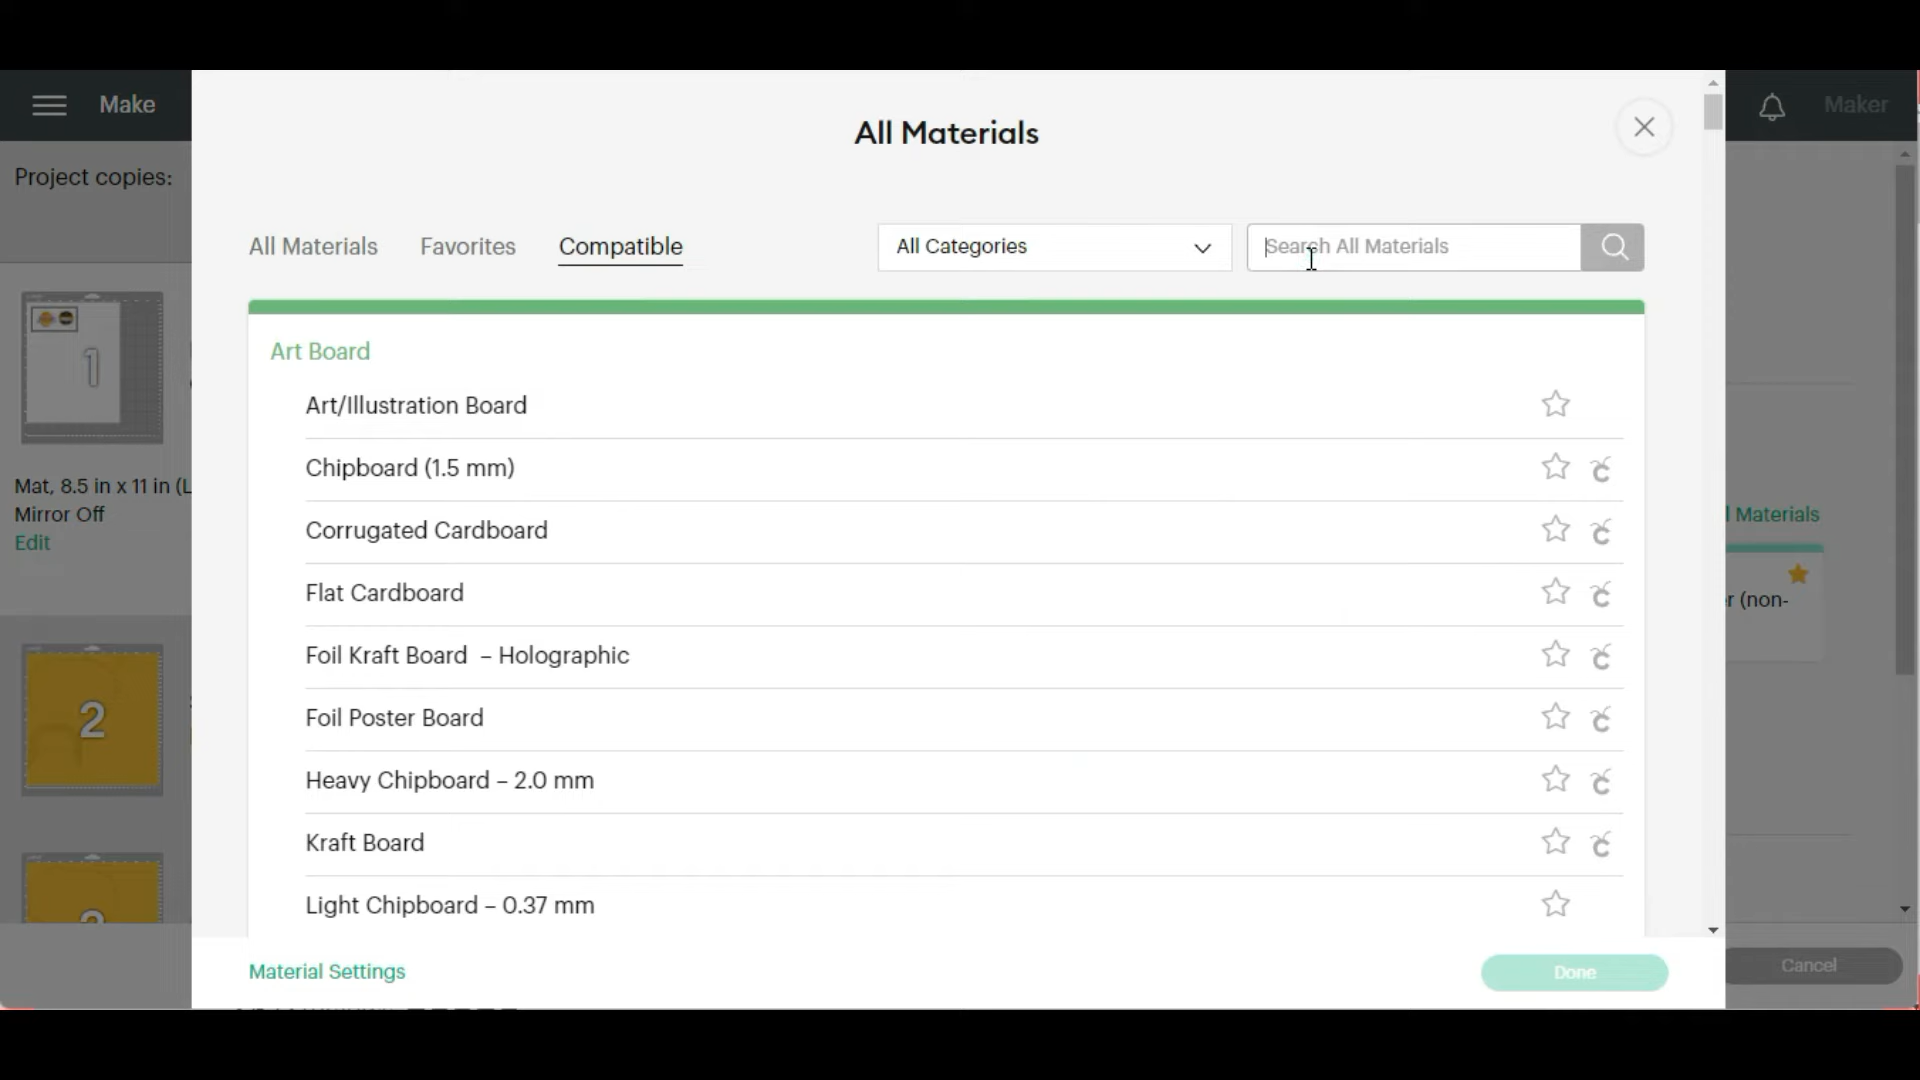 Make
Maker
All Materials
Project copies:
All Materials
Favorites
Compatible
All Categories
Search All Materials
Art Board
Art/Illustration Board
Chipboard (1.5 mm)
Corrugated Cardboard
Flat Cardboard
Foil Kraft Board – Holographic
Foil Poster Board
Heavy Chipboard – 2.0 mm
Kraft Board
Light Chipboard – 0.37 mm
1
Mat, 8.5 in x 11 in (L
Mirror Off
Edit
2
Materials
(non-
Material Settings
Done
Cancel